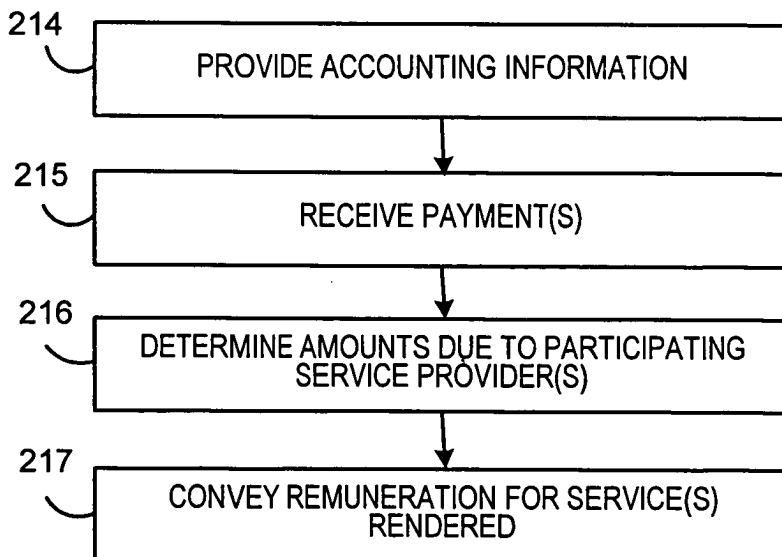 214
PROVIDE ACCOUNTING INFORMATION
215
RECEIVE PAYMENT(S)
216
DETERMINE AMOUNTS DUE TO PARTICIPATING
SERVICE PROVIDER(S)
217
CONVEY REMUNERATION FOR SERVICE(S)
RENDERED